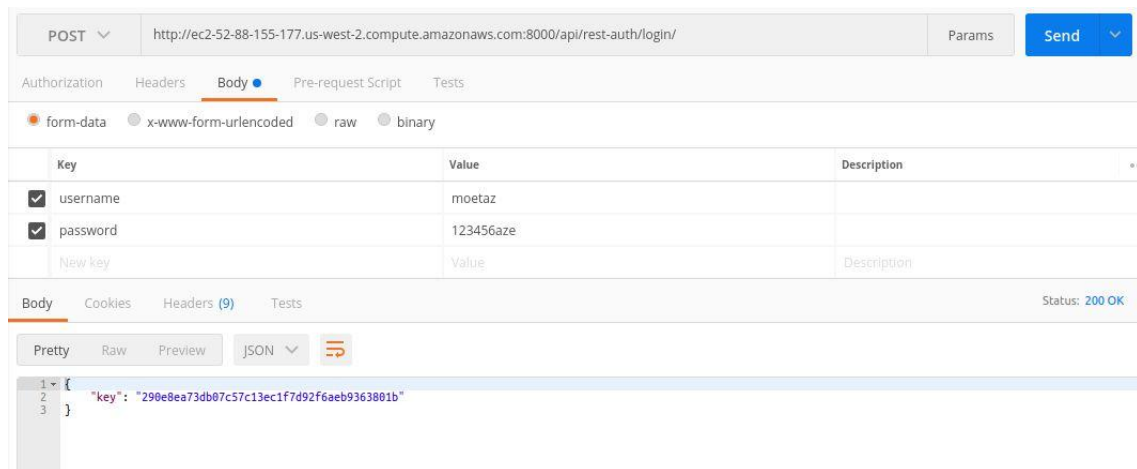 POST http://ec2-52-88-155-177.us-west-2.compute.amazonaws.com:8000/api/rest-auth/login/ Params Send
Authorization Headers Body Pre-request Script Tests
form-data x-www-form-urlencoded raw binary
Key Value Description
username moetaz
password 123456aze
New key Value Description
Body Cookies Headers (9) Tests Status: 200 OK
Pretty Raw Preview JSON
1 {
2 "key": "290e8ea73db07c57c13ec1f7d92f6aeb9363801b"
3 }